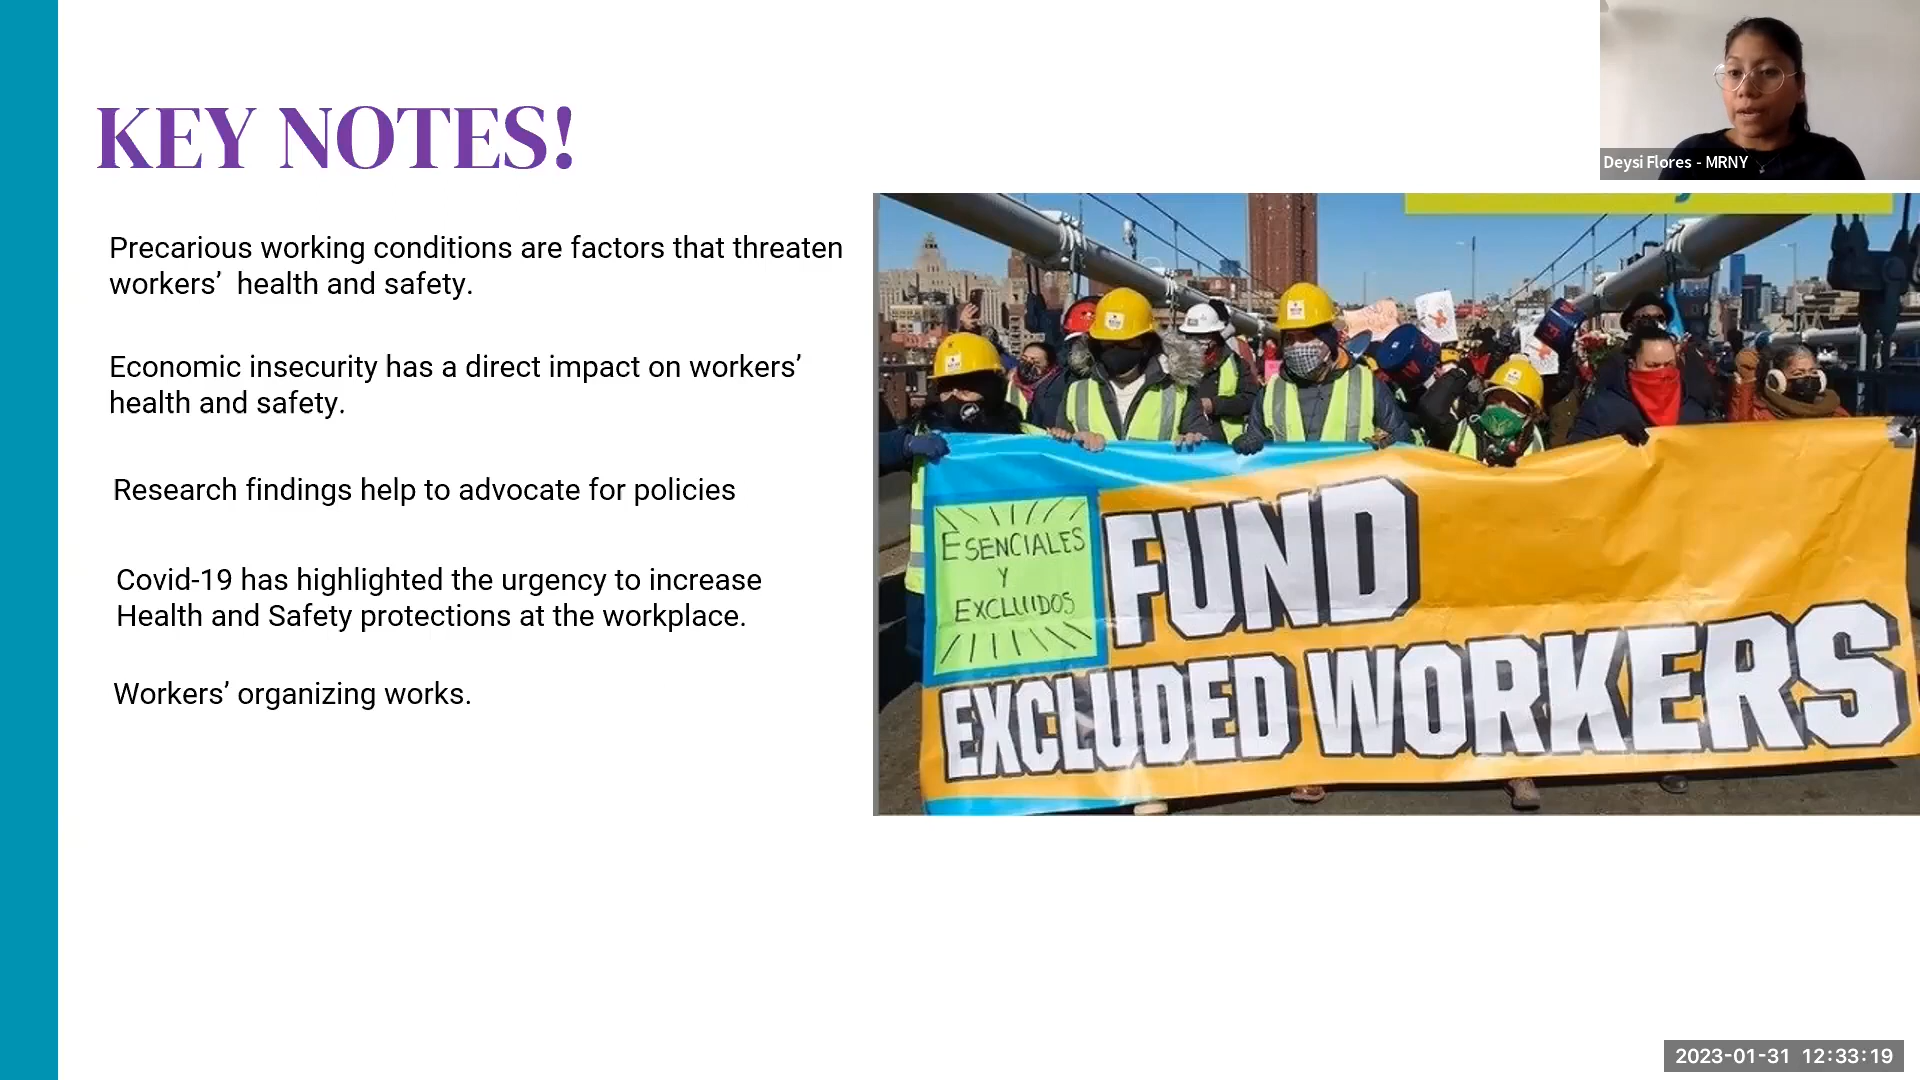 Deysi Flores - MRNY
KEY NOTES!
Precarious working conditions are factors that threaten
workers’  health and safety.
Economic insecurity has a direct impact on workers’
health and safety.
Research findings help to advocate for policies
Covid-19 has highlighted the urgency to increase
Health and Safety protections at the workplace.
Workers’ organizing works.
ESENCIALES
Y
EXCLUIDOS
FUND
EXCLUDED WORKERS
2023-01-31 12:33:19